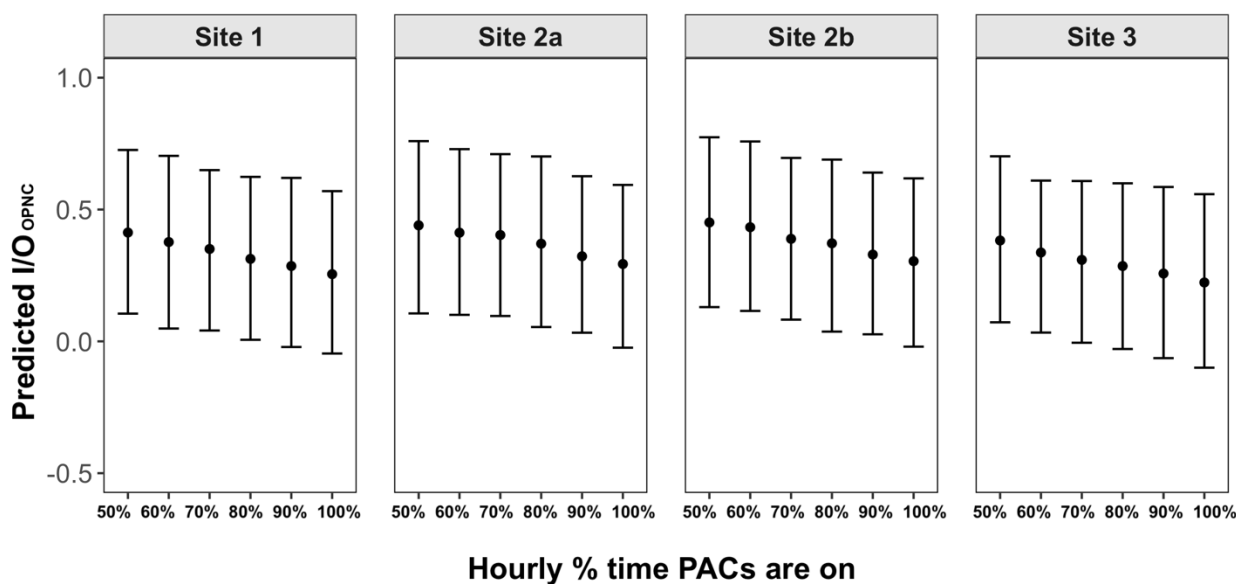 Site 1 Site 2a Site 2b Site 3
1.0
0.5
0.0
-0.5
Predicted I/O OPNC
50% 60% 70% 80% 90% 100% 50% 60% 70% 80% 90% 100% 50% 60% 70% 80% 90% 100% 50% 60% 70% 80% 90% 100%
Hourly % time PACs are on